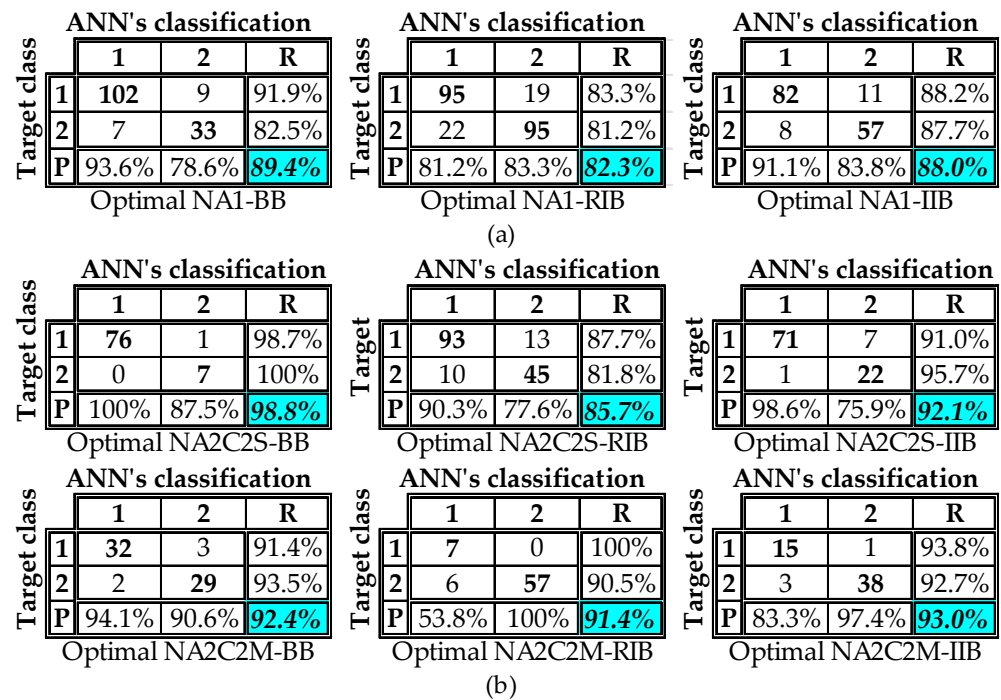 ANN's classification ANN's classification ANN's classification
Target class 1 2 R Target class 1 2 R Target class 1 2 R
1 102 9 91.9% 1 95 19 83.3% 1 82 11 88.2%
2 7 33 82.5% 2 22 95 81.2% 2 8 57 87.7%
P 93.6% 78.6% 89.4% P 81.2% 83.3% 82.3% P 91.1% 83.8% 88.0%
Optimal NA1-BB Optimal NA1-RIB Optimal NA1-IIB
(a)
ANN's classification ANN's classification ANN's classification
Target class 1 2 R Target 1 2 R Target class 1 2 R
1 76 1 98.7% 1 93 13 87.7% 1 71 7 91.0%
2 0 7 100% 2 10 45 81.8% 2 1 22 95.7%
P 100% 87.5% 98.8% P 90.3% 77.6% 85.7% P 98.6% 75.9% 92.1%
Optimal NA2C2S-BB Optimal NA2C2S-RIB Optimal NA2C2S-IIB
ANN's classification ANN's classification ANN's classification
Target class 1 2 R Target class 1 2 R Target class 1 2 R
1 32 3 91.4% 1 7 0 100% 1 15 1 93.8%
2 2 29 93.5% 2 6 57 90.5% 2 3 38 92.7%
P 94.1% 90.6% 92.4% P 53.8% 100% 91.4% P 83.3% 97.4% 93.0%
Optimal NA2C2M-BB Optimal NA2C2M-RIB Optimal NA2C2M-IIB
(b)